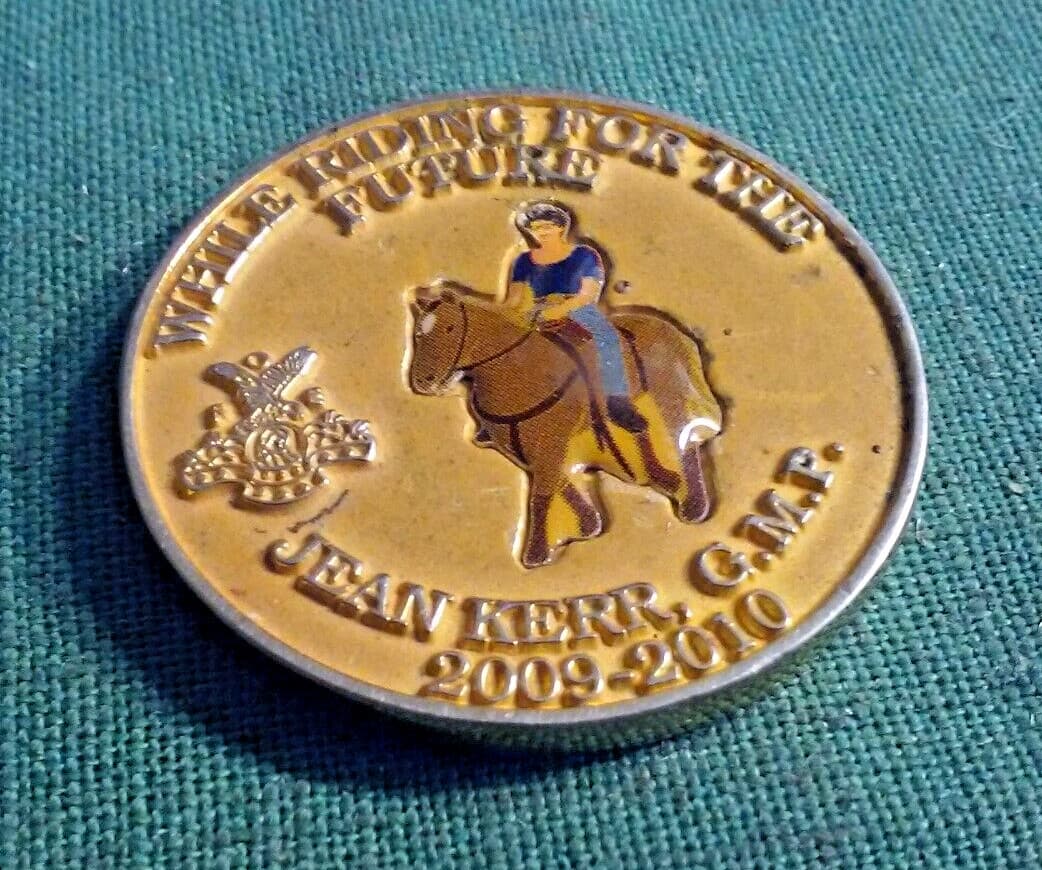 WHILE RIDING FOR THE
FUTURE
JEAN KERR, G.M.P.
2009-2010